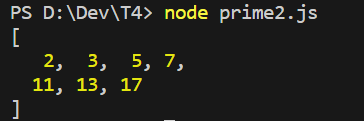 PS D:\Dev\T4> node prime2.js
[
   2,  3,  5, 7,
  11, 13, 17
]